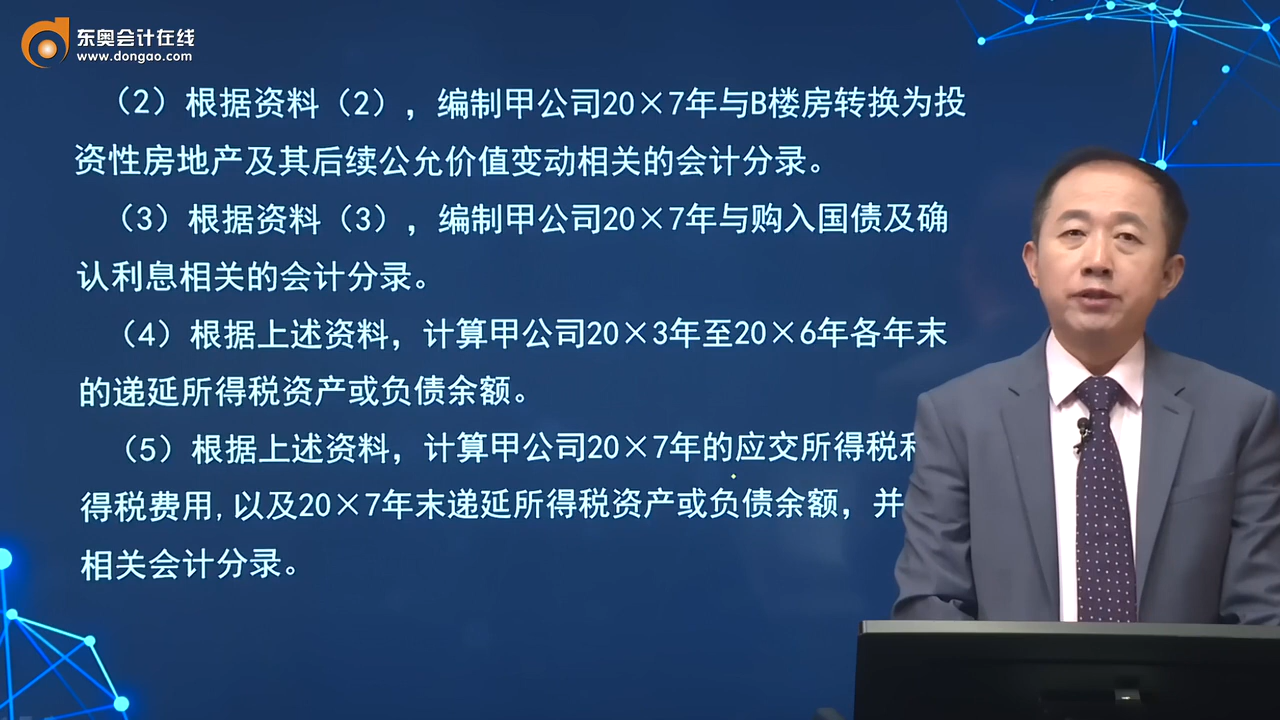 东奥会计在线
www.dongao.com
（2）根据资料（2），编制甲公司20×7年与B楼房转换为投
资性房地产及其后续公允价值变动相关的会计分录。
（3）根据资料（3），编制甲公司20×7年与购入国债及确
认利息相关的会计分录。
（4）根据上述资料，计算甲公司20×3年至20×6年各年末
的递延所得税资产或负债余额。
（5）根据上述资料，计算甲公司20×7年的应交所得税和
得税费用,以及20×7年末递延所得税资产或负债余额，并
相关会计分录。